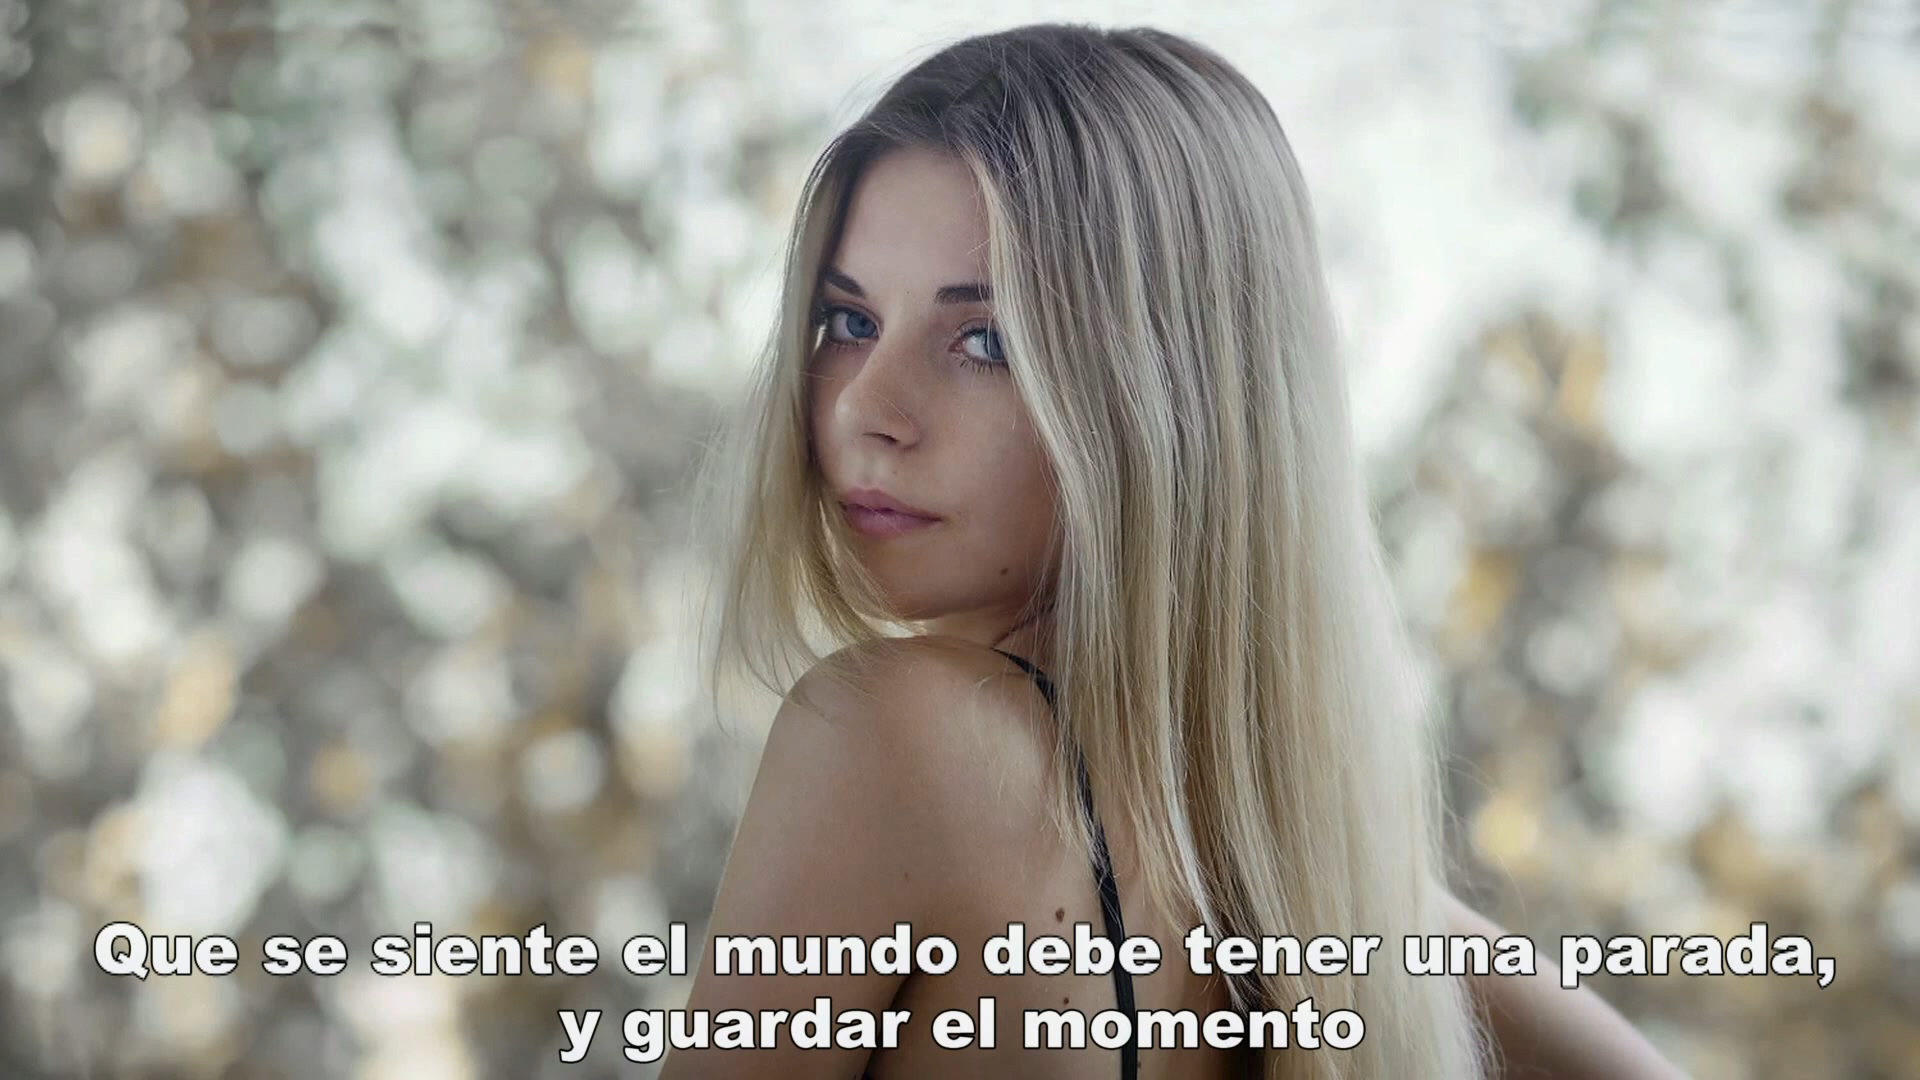 Que se siente el mundo debe tener una parada,
y guardar el momento